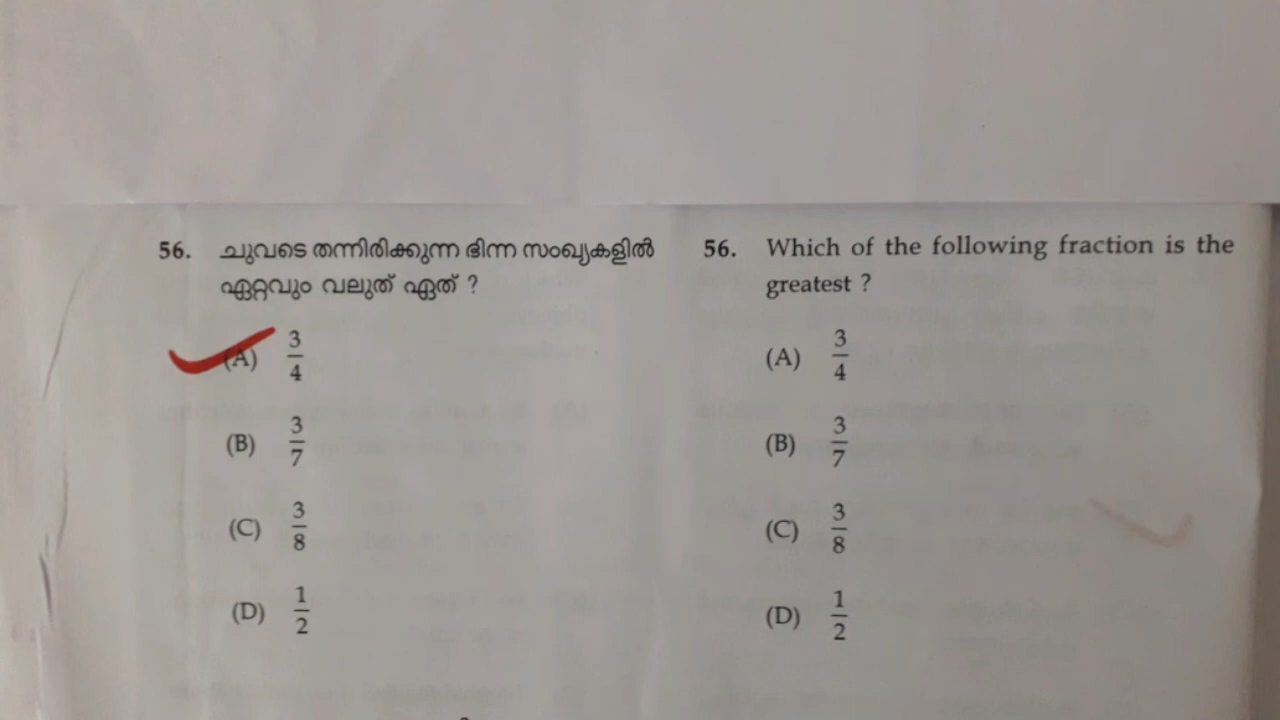 56. ചുവടെ തന്നിരിക്കുന്ന ഭിന്ന സംഖ്യകളിൽ
ഏറ്റവും വലുത് ഏത് ?
(A) 3/4
(B) 3/7
(C) 3/8
(D) 1/2
56. Which of the following fraction is the
greatest ?
(A) 3/4
(B) 3/7
(C) 3/8
(D) 1/2